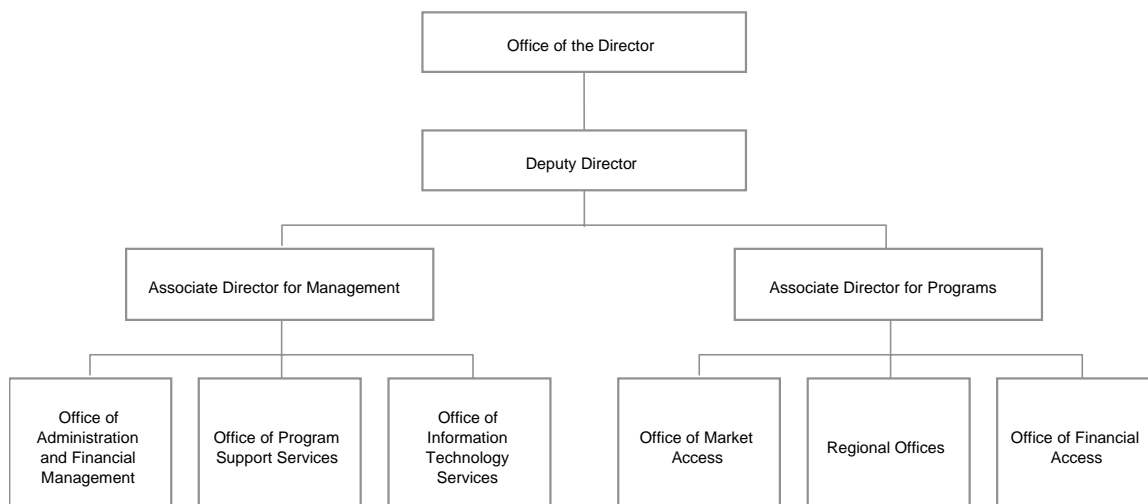 Office of the Director
Deputy Director
Associate Director for Management
Associate Director for Programs
Office of
Administration
and Financial
Management
Office of Program
Support Services
Office of
Information
Technology
Services
Office of Market
Access
Regional Offices
Office of Financial
Access